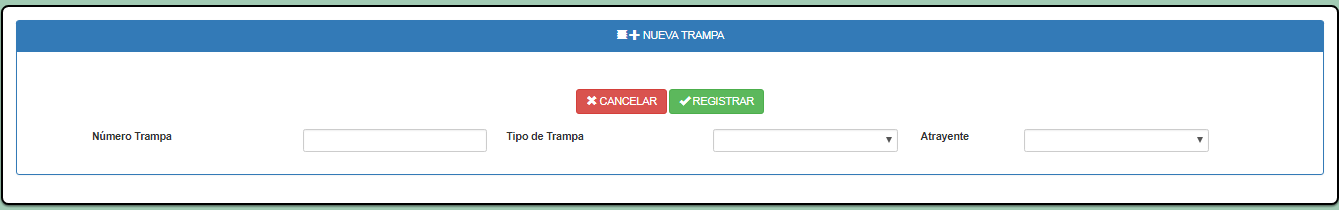 NUEVA TRAMPA
CANCELAR REGISTRAR
Número Trampa Tipo de Trampa Atrayente